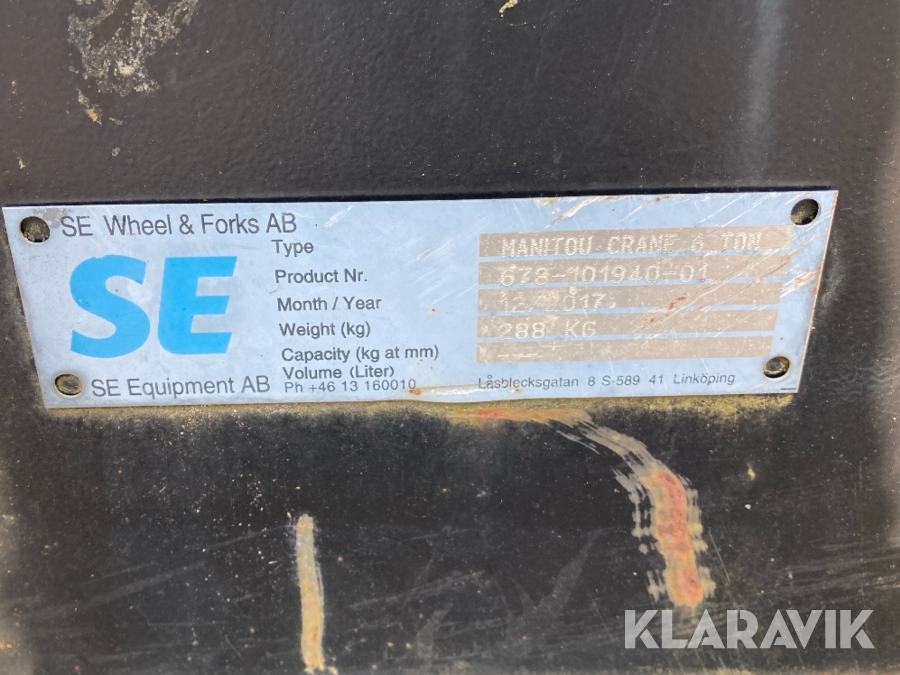 SE Wheel & Forks AB
SE
Type MANITOU CRANE 6 TON
Product Nr. 678-101940-01
Month / Year 12/2017
Weight (kg) 288 KG
Capacity (kg at mm) ---
Volume (Liter)
SE Equipment AB Ph +46 13 160010 Låsblecksgatan 8 S-589 41 Linköping
KLARAVIK